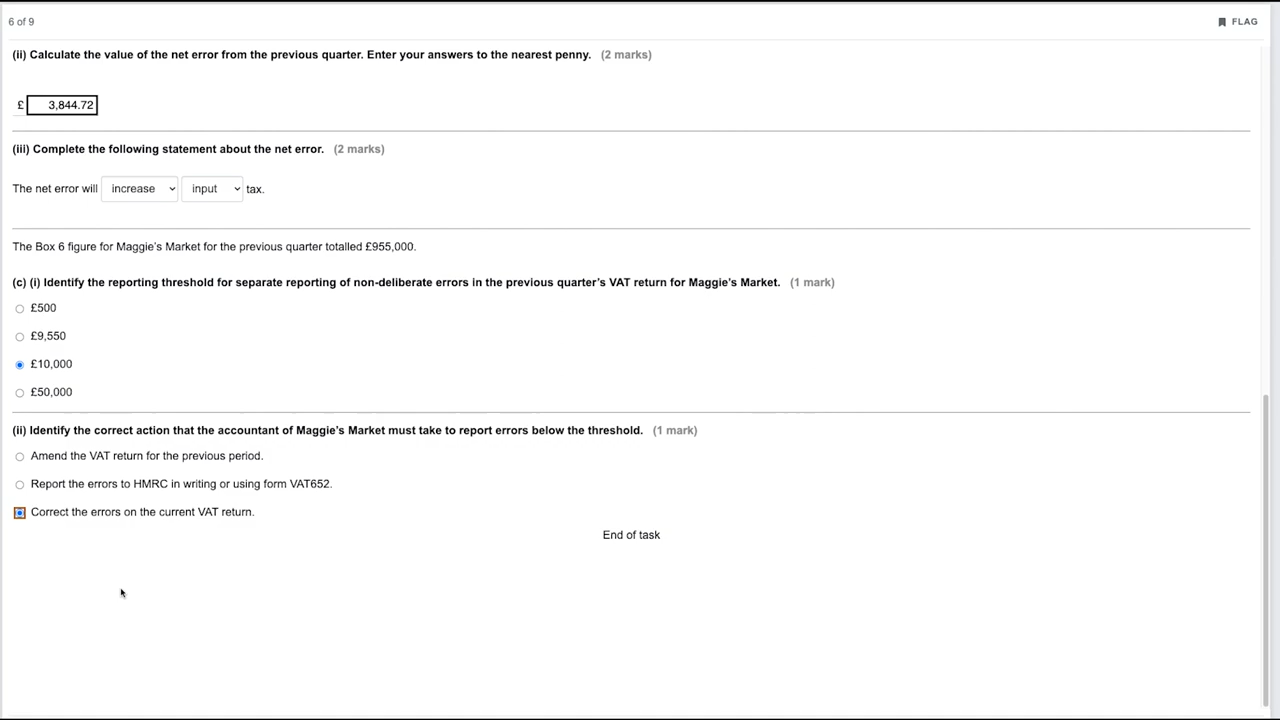 6 of 9
FLAG
(ii) Calculate the value of the net error from the previous quarter. Enter your answers to the nearest penny. (2 marks)
£ 3,844.72
(iii) Complete the following statement about the net error. (2 marks)
The net error will increase input tax.
The Box 6 figure for Maggie's Market for the previous quarter totalled £955,000.
(c) (i) Identify the reporting threshold for separate reporting of non-deliberate errors in the previous quarter's VAT return for Maggie's Market. (1 mark)
£500
£9,550
£10,000
£50,000
(ii) Identify the correct action that the accountant of Maggie's Market must take to report errors below the threshold. (1 mark)
Amend the VAT return for the previous period.
Report the errors to HMRC in writing or using form VAT652.
Correct the errors on the current VAT return.
End of task